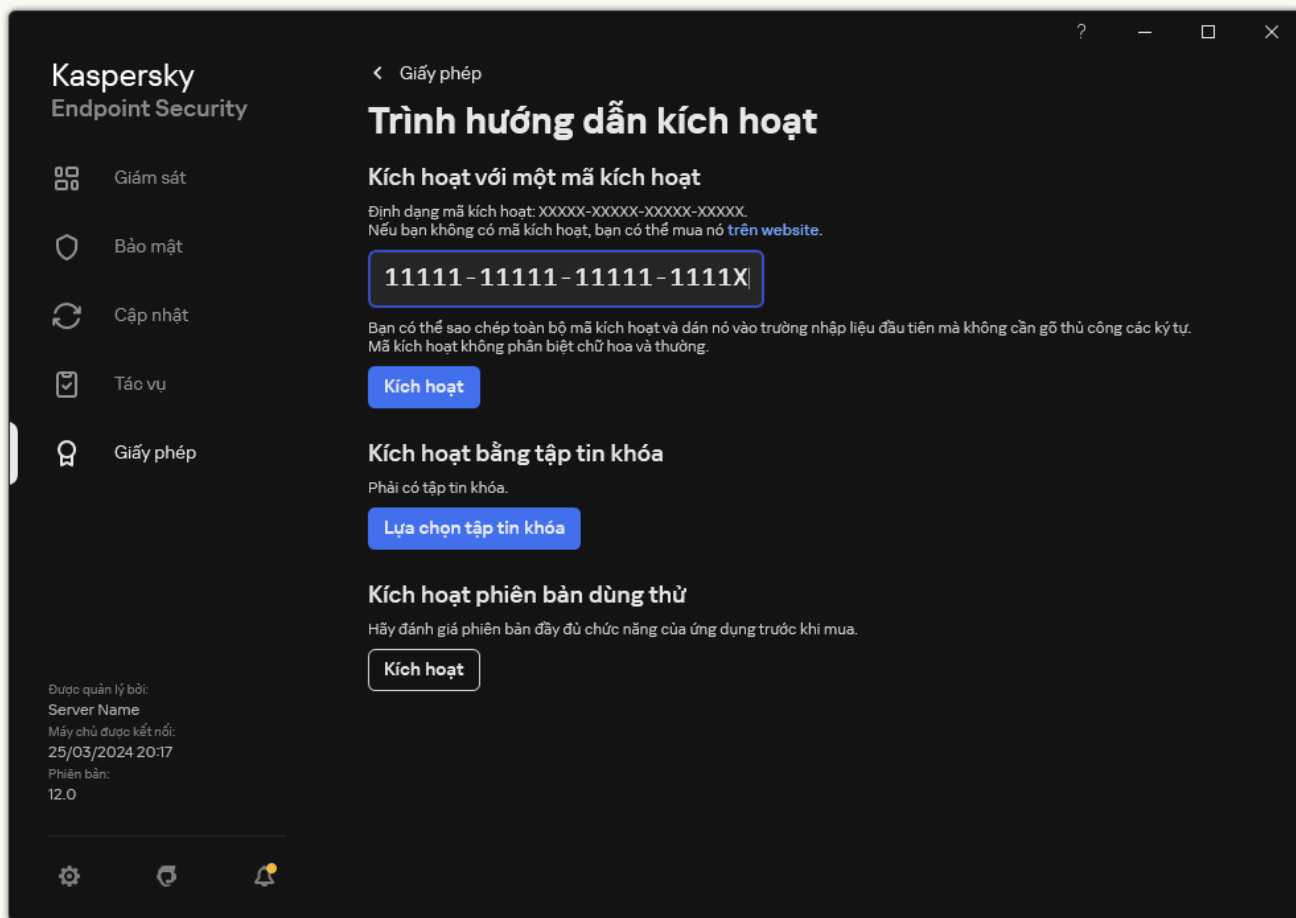 ?
Kaspersky
Endpoint Security
Giám sát
Bảo mật
Cập nhật
Tác vụ
Giấy phép
Được quản lý bởi:
Server Name
Máy chủ được kết nối:
25/03/2024 20:17
Phiên bản:
12.0
Giấy phép
Trình hướng dẫn kích hoạt
Kích hoạt với một mã kích hoạt
Định dạng mã kích hoạt: XXXXX-XXXXX-XXXXX-XXXXX.
Nếu bạn không có mã kích hoạt, bạn có thể mua nó trên website.
11111-11111-11111-1111X
Bạn có thể sao chép toàn bộ mã kích hoạt và dán nó vào trường nhập liệu đầu tiên mà không cần gõ thủ công các ký tự.
Mã kích hoạt không phân biệt chữ hoa và thường.
Kích hoạt
Kích hoạt bằng tập tin khóa
Phải có tập tin khóa.
Lựa chọn tập tin khóa
Kích hoạt phiên bản dùng thử
Hãy đánh giá phiên bản đầy đủ chức năng của ứng dụng trước khi mua.
Kích hoạt